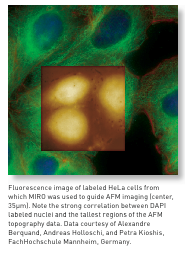 Fluorescence image of labeled HeLa cells from
which MIRO was used to guide AFM imaging (center,
35µm). Note the strong correlation between DAPI
labeled nuclei and the tallest regions of the AFM
topography data. Data courtesy of Alexandre
Berquand, Andreas Holloschi, and Petra Kioshis,
FachHochschule Mannheim, Germany.